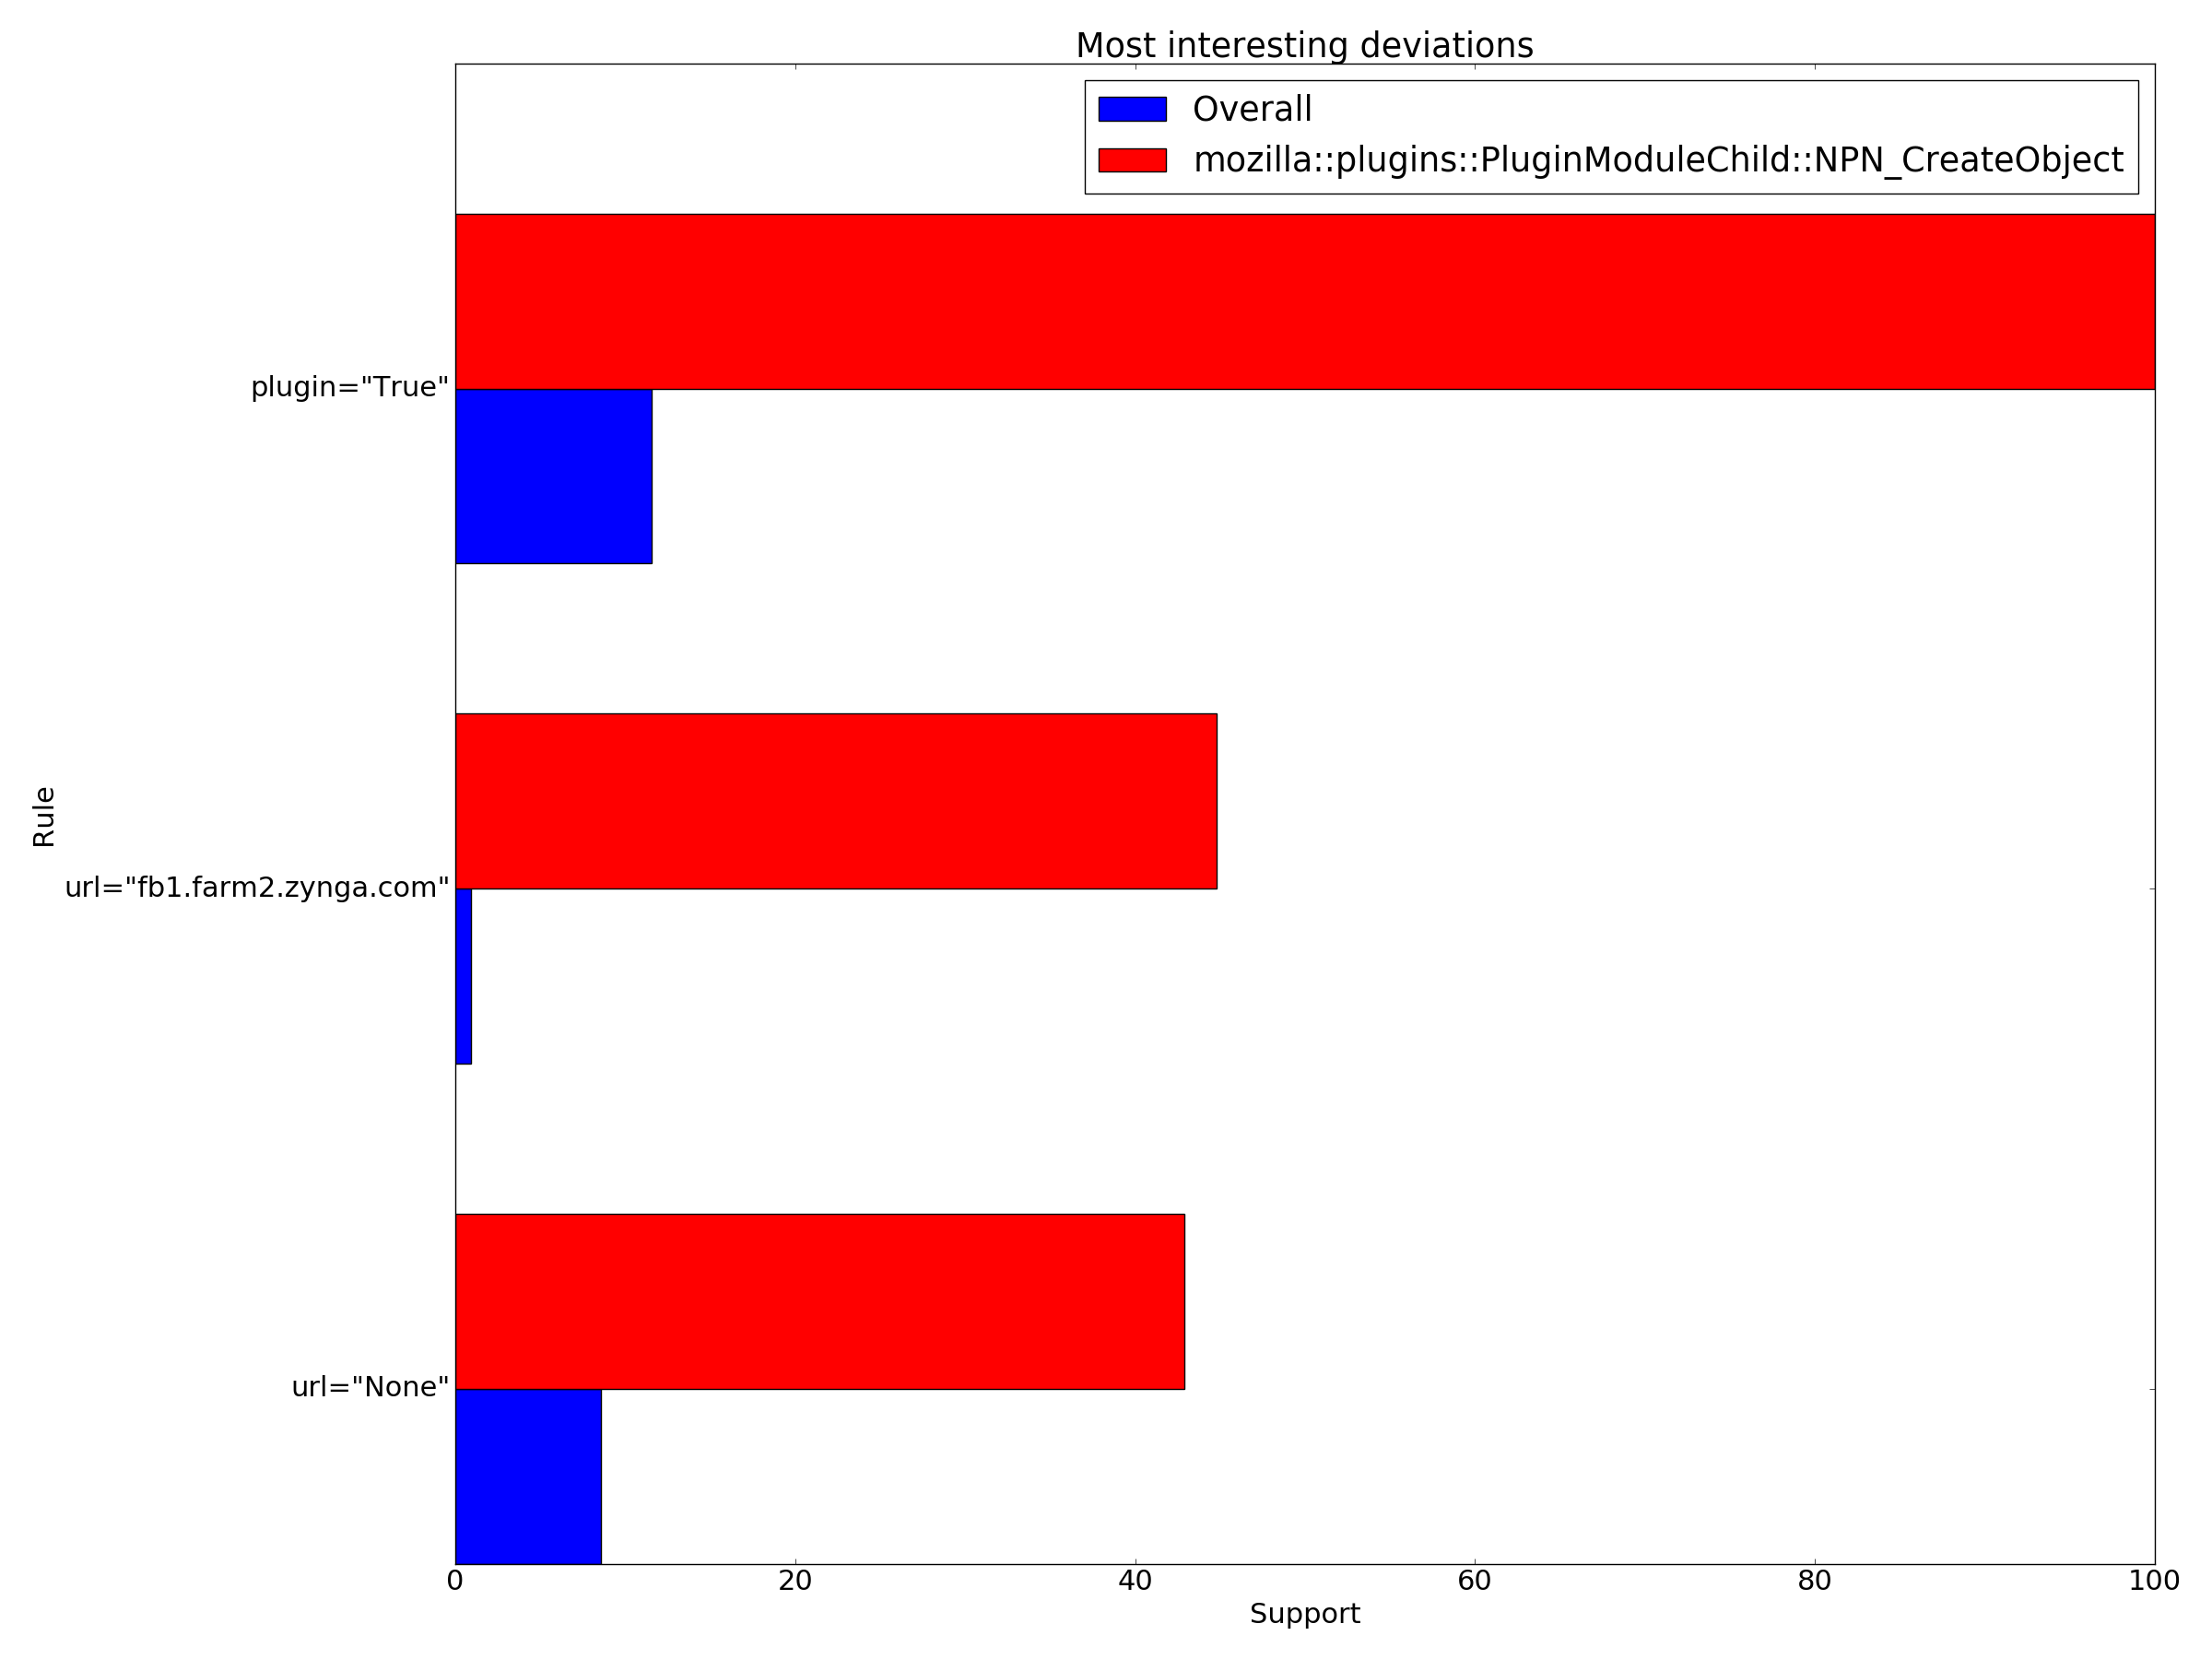 Most interesting deviations
Overall
mozilla::plugins::PluginModuleChild::NPN_CreateObject
plugin="True"
Rule
url="fb1.farm2.zynga.com"
url="None"
0 20 40 60 80 100
Support